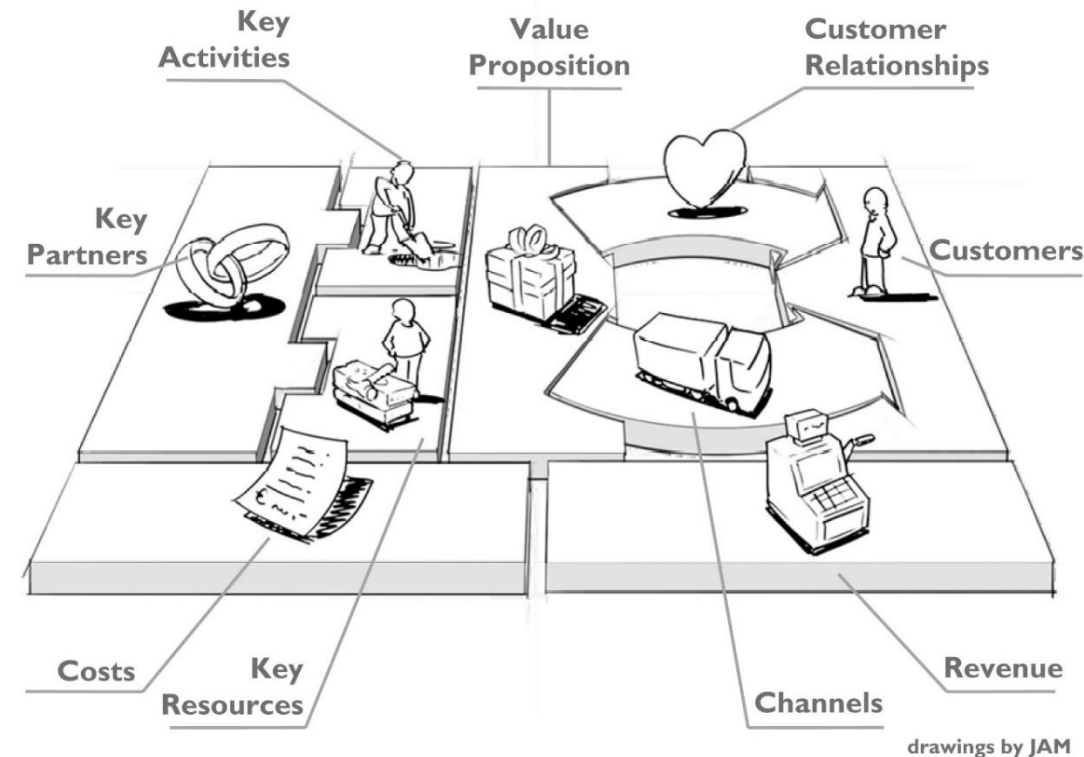 Key
Activities
Value
Proposition
Customer
Relationships
Key
Partners
Customers
Costs
Key
Resources
Channels
Revenue
drawings by JAM